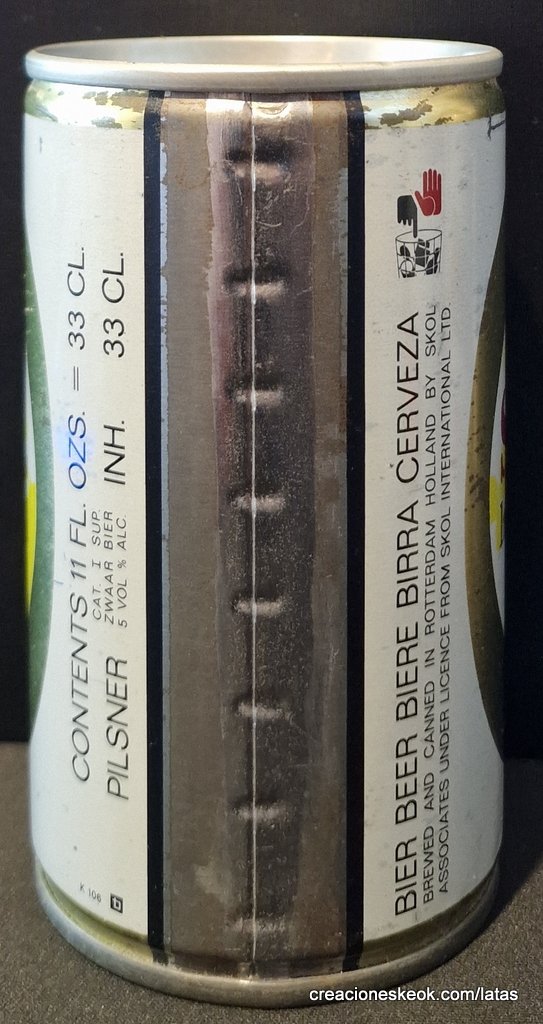 CONTENTS 11 FL. OZS. = 33 CL.
CAT. I SUP.
ZWAAR BIER
5 VOL % ALC.
PILSNER INH. 33 CL.
K 106
BIER BEER BIERE BIRRA CERVEZA
BREWED AND CANNED IN ROTTERDAM HOLLAND BY SKOL
ASSOCIATES UNDER LICENCE FROM SKOL INTERNATIONAL LTD.
creacioneskeok.com/latas